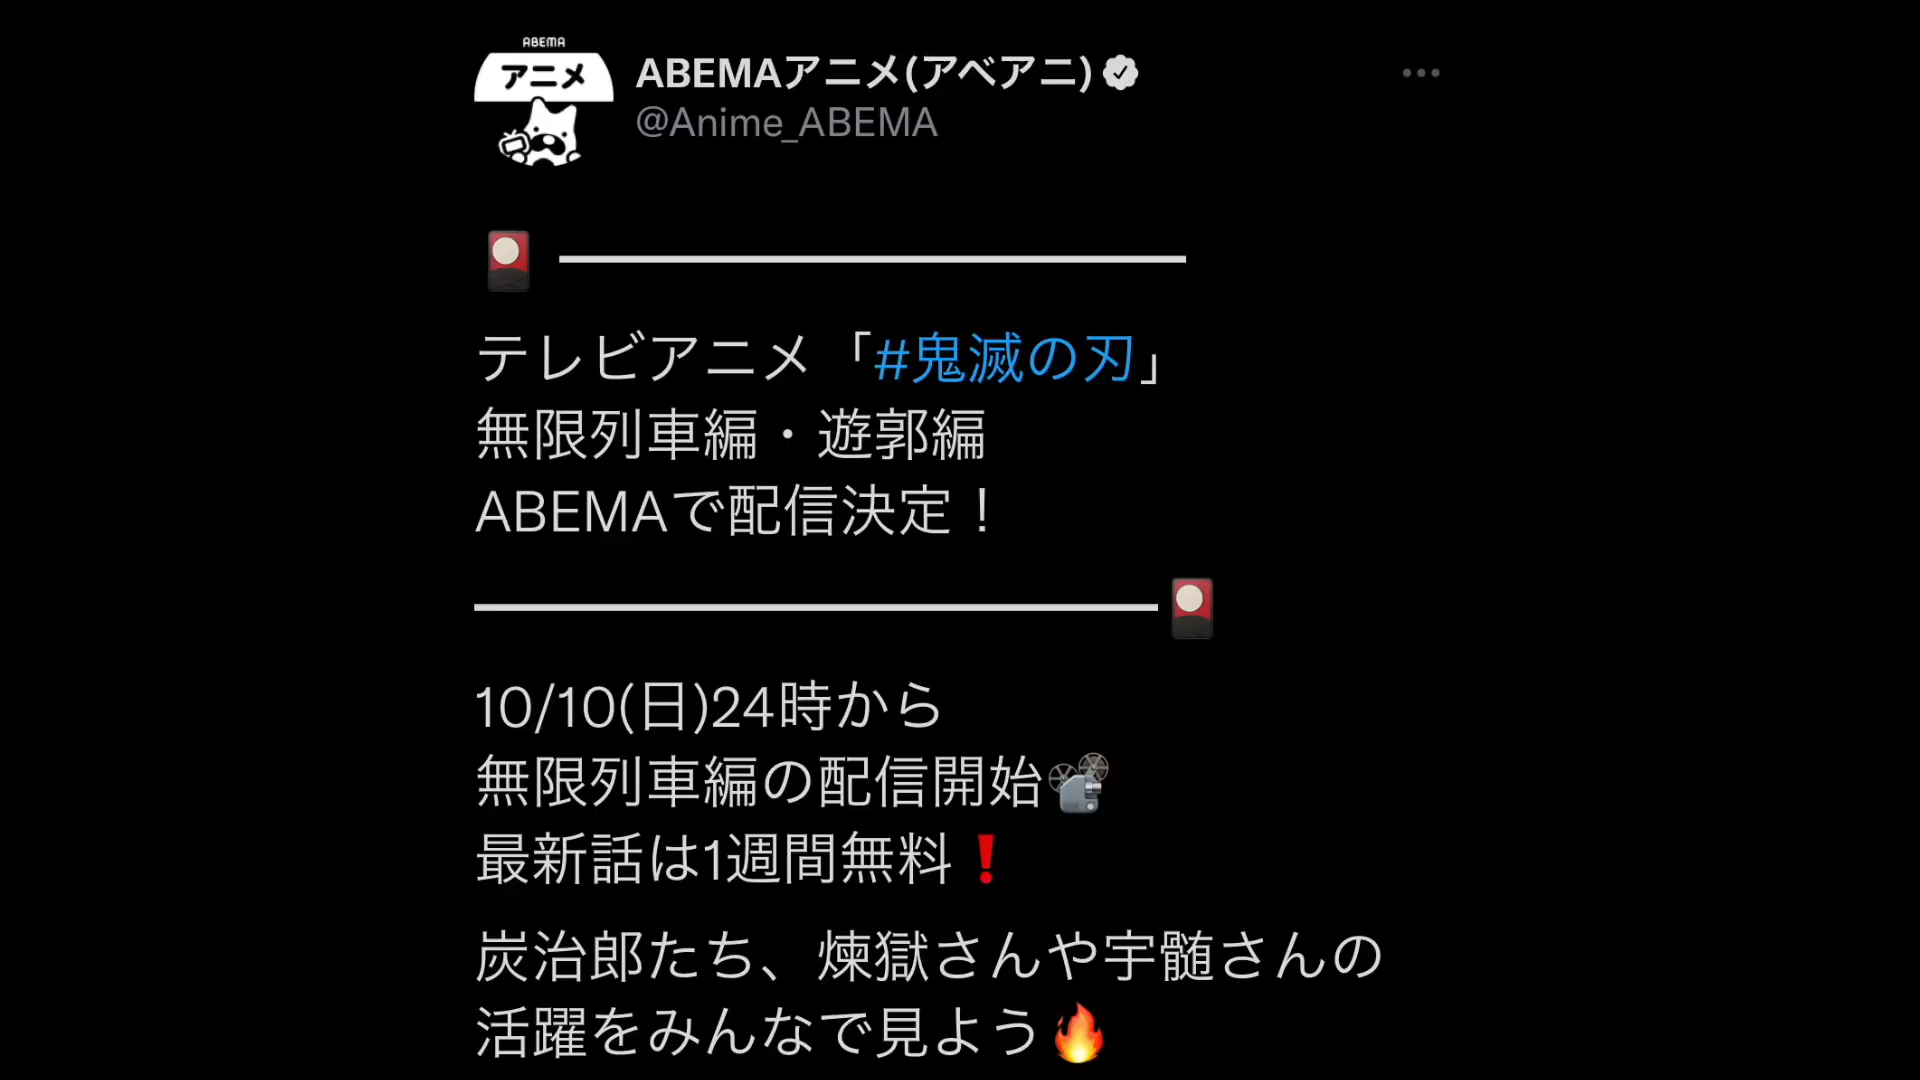 ABEMA
アニメ
ABEMAアニメ(アベアニ)
@Anime_ABEMA
テレビアニメ「#鬼滅の刃」
無限列車編・遊郭編
ABEMAで配信決定！
10/10(日)24時から
無限列車編の配信開始📽
最新話は1週間無料❗
炭治郎たち、煉獄さんや宇髄さんの
活躍をみんなで見よう🔥